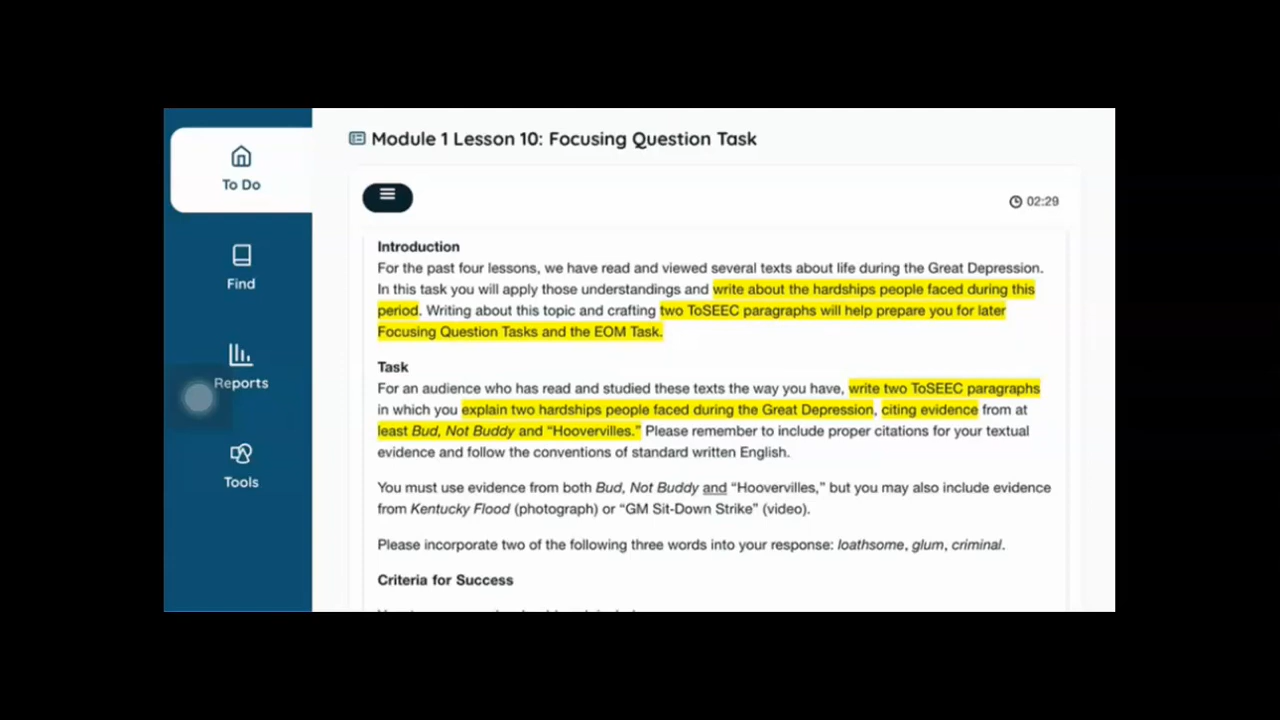 Module 1 Lesson 10: Focusing Question Task
To Do
02:29
Find
Reports
Tools
Introduction
For the past four lessons, we have read and viewed several texts about life during the Great Depression.
In this task you will apply those understandings and write about the hardships people faced during this
period. Writing about this topic and crafting two ToSEEC paragraphs will help prepare you for later
Focusing Question Tasks and the EOM Task.
Task
For an audience who has read and studied these texts the way you have, write two ToSEEC paragraphs
in which you explain two hardships people faced during the Great Depression, citing evidence from at
least Bud, Not Buddy and “Hoovervilles.” Please remember to include proper citations for your textual
evidence and follow the conventions of standard written English.
You must use evidence from both Bud, Not Buddy and “Hoovervilles,” but you may also include evidence
from Kentucky Flood (photograph) or “GM Sit-Down Strike” (video).
Please incorporate two of the following three words into your response: loathsome, glum, criminal.
Criteria for Success